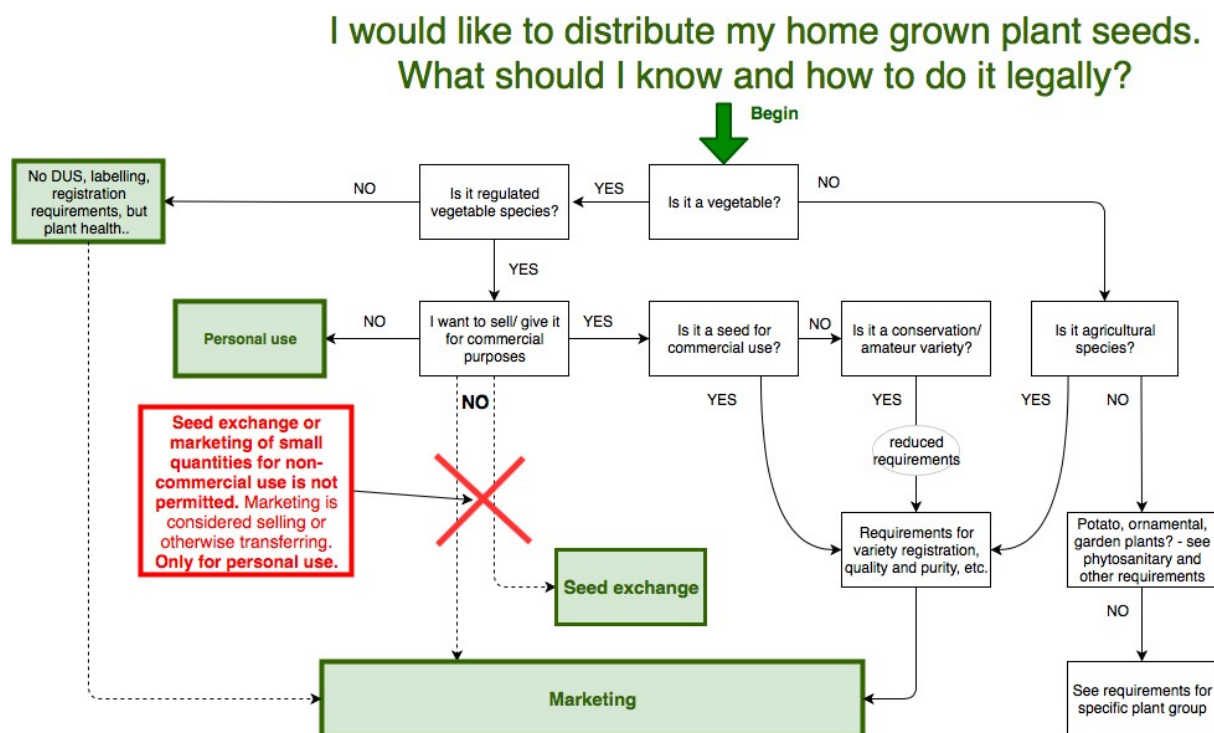 I would like to distribute my home grown plant seeds.
What should I know and how to do it legally?
Begin
No DUS, labelling,
registration
requirements, but
plant health..
NO
Is it regulated
vegetable species?
YES
Is it a vegetable?
NO
YES
Personal use
NO
I want to sell/ give it
for commercial
purposes
YES
Is it a seed for
commercial use?
NO
Is it a conservation/
amateur variety?
Is it agricultural
species?
NO
YES
YES
YES
NO
Seed exchange or
marketing of small
quantities for non-
commercial use is not
permitted. Marketing is
considered selling or
otherwise transferring.
Only for personal use.
reduced
requirements
Requirements for
variety registration,
quality and purity, etc.
Potato, ornamental,
garden plants? - see
phytosanitary and
other requirements
Seed exchange
NO
Marketing
See requirements for
specific plant group